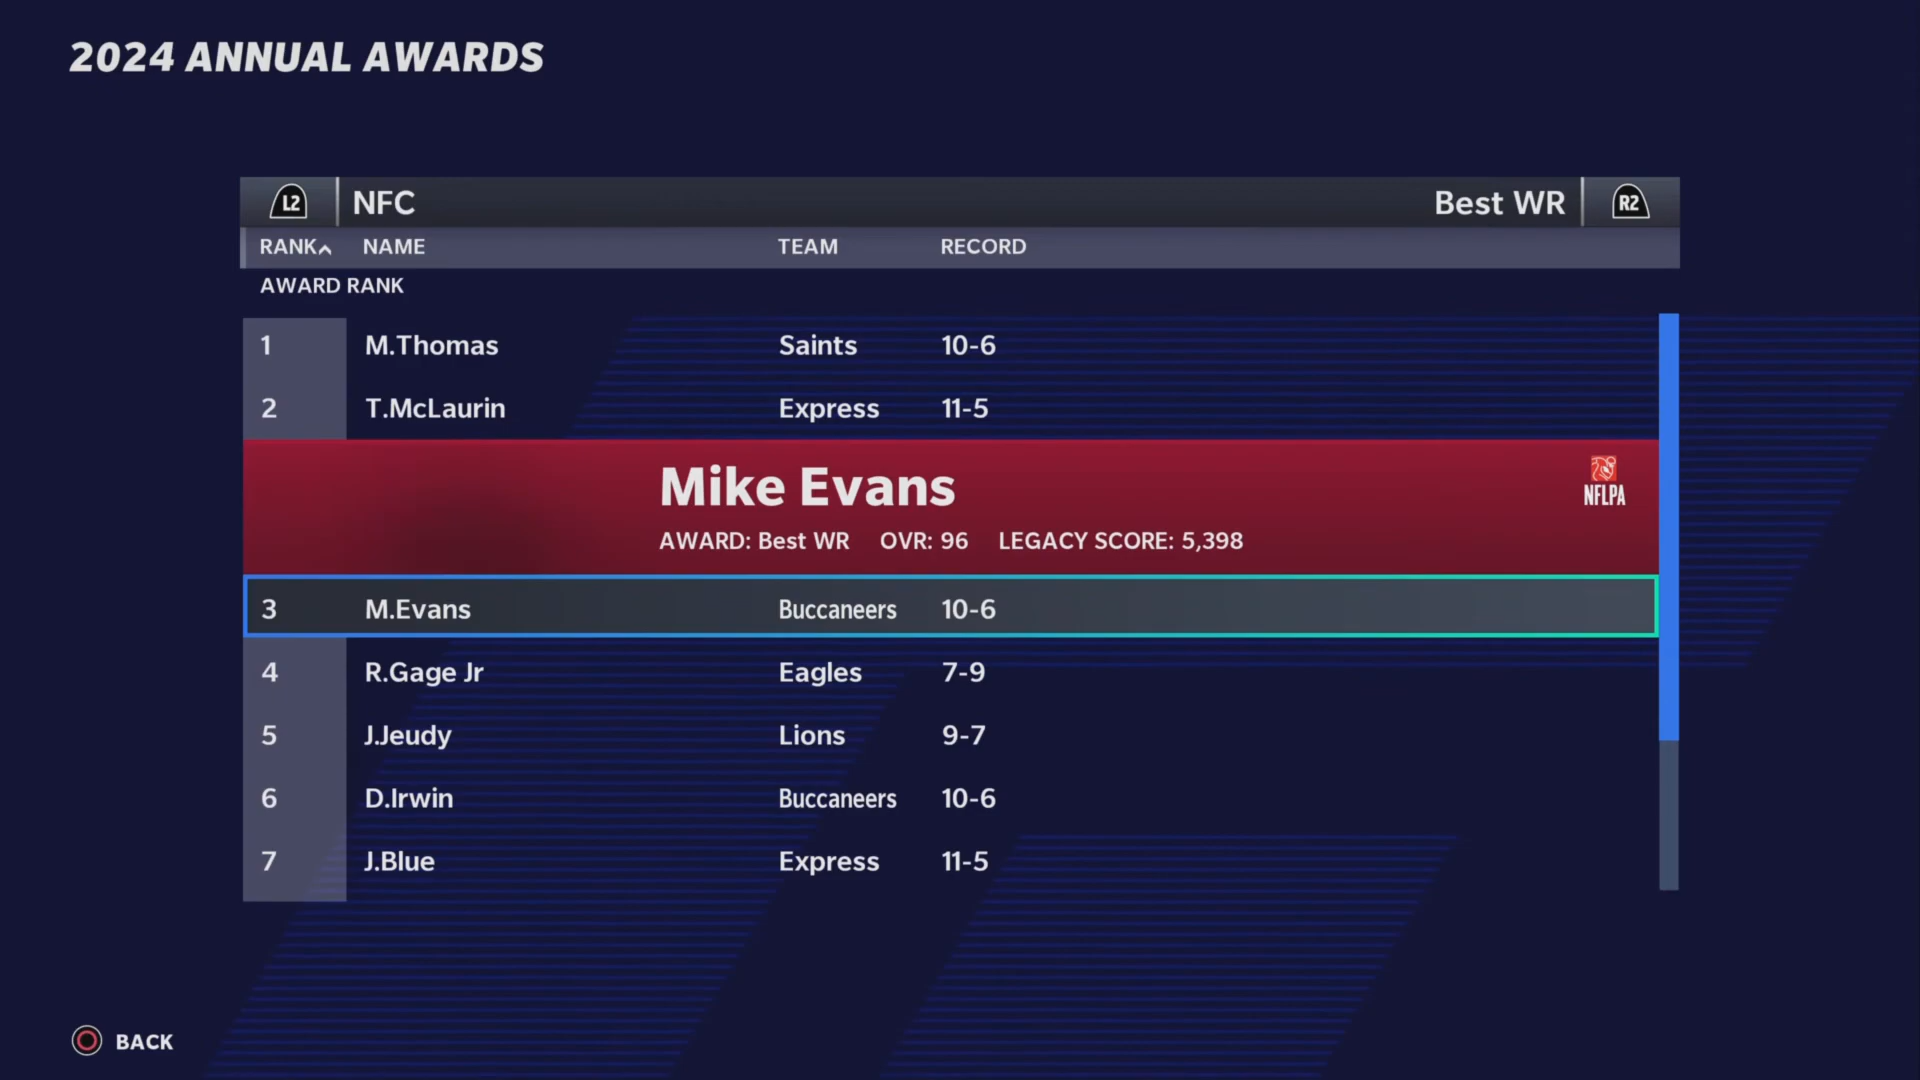 2024 ANNUAL AWARDS
L2 NFC Best WR R2
RANK NAME TEAM RECORD
AWARD RANK
1 M.Thomas Saints 10-6
2 T.McLaurin Express 11-5
Mike Evans
NFLPA
AWARD: Best WR OVR: 96 LEGACY SCORE: 5,398
3 M.Evans Buccaneers 10-6
4 R.Gage Jr Eagles 7-9
5 J.Jeudy Lions 9-7
6 D.Irwin Buccaneers 10-6
7 J.Blue Express 11-5
BACK